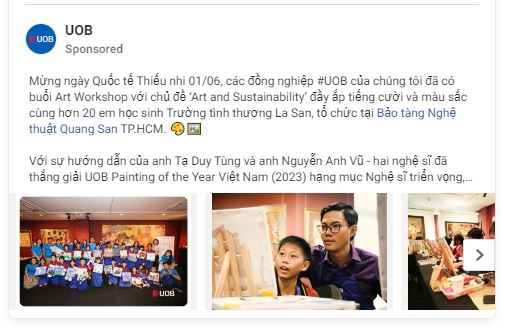 UOB
UOB
Sponsored
Mừng ngày Quốc tế Thiếu nhi 01/06, các đồng nghiệp #UOB của chúng tôi đã có
buổi Art Workshop với chủ đề ‘Art and Sustainability’ đầy ắp tiếng cười và màu sắc
cùng hơn 20 em học sinh Trường tình thương La San, tổ chức tại Bảo tàng Nghệ
thuật Quang San TP.HCM. 🎨🖼️
Với sự hướng dẫn của anh Tạ Duy Tùng và anh Nguyễn Anh Vũ - hai nghệ sĩ đã
thắng giải UOB Painting of the Year Việt Nam (2023) hạng mục Nghệ sĩ triển vọng,...
UOB